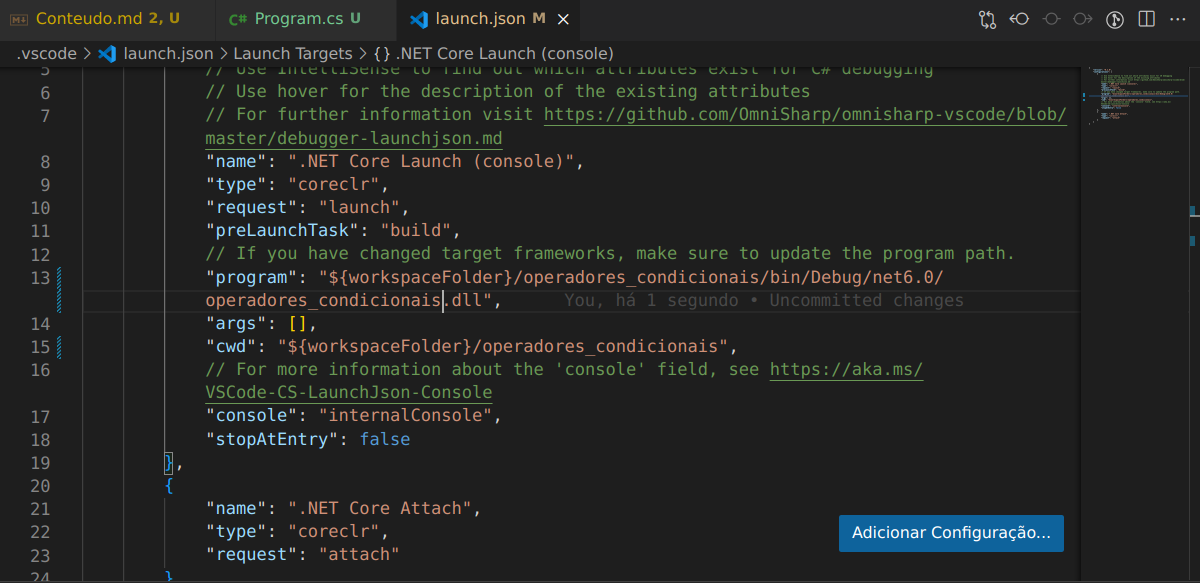 Conteudo.md 2, U
C# Program.cs U
launch.json M
.vscode > launch.json > Launch Targets > {} .NET Core Launch (console)
5 // Use IntelliSense to find out which attributes exist for C# debugging
6 // Use hover for the description of the existing attributes
7 // For further information visit https://github.com/OmniSharp/omnisharp-vscode/blob/
master/debugger-launchjson.md
8 "name": ".NET Core Launch (console)",
9 "type": "coreclr",
10 "request": "launch",
11 "preLaunchTask": "build",
12 // If you have changed target frameworks, make sure to update the program path.
13 "program": "${workspaceFolder}/operadores_condicionais/bin/Debug/net6.0/
operadores_condicionais.dll", You, há 1 segundo • Uncommitted changes
14 "args": [],
15 "cwd": "${workspaceFolder}/operadores_condicionais",
16 // For more information about the 'console' field, see https://aka.ms/
VSCode-CS-LaunchJson-Console
17 "console": "internalConsole",
18 "stopAtEntry": false
19 },
20 {
21 "name": ".NET Core Attach",
22 "type": "coreclr",
23 "request": "attach"
24 }
Adicionar Configuração...